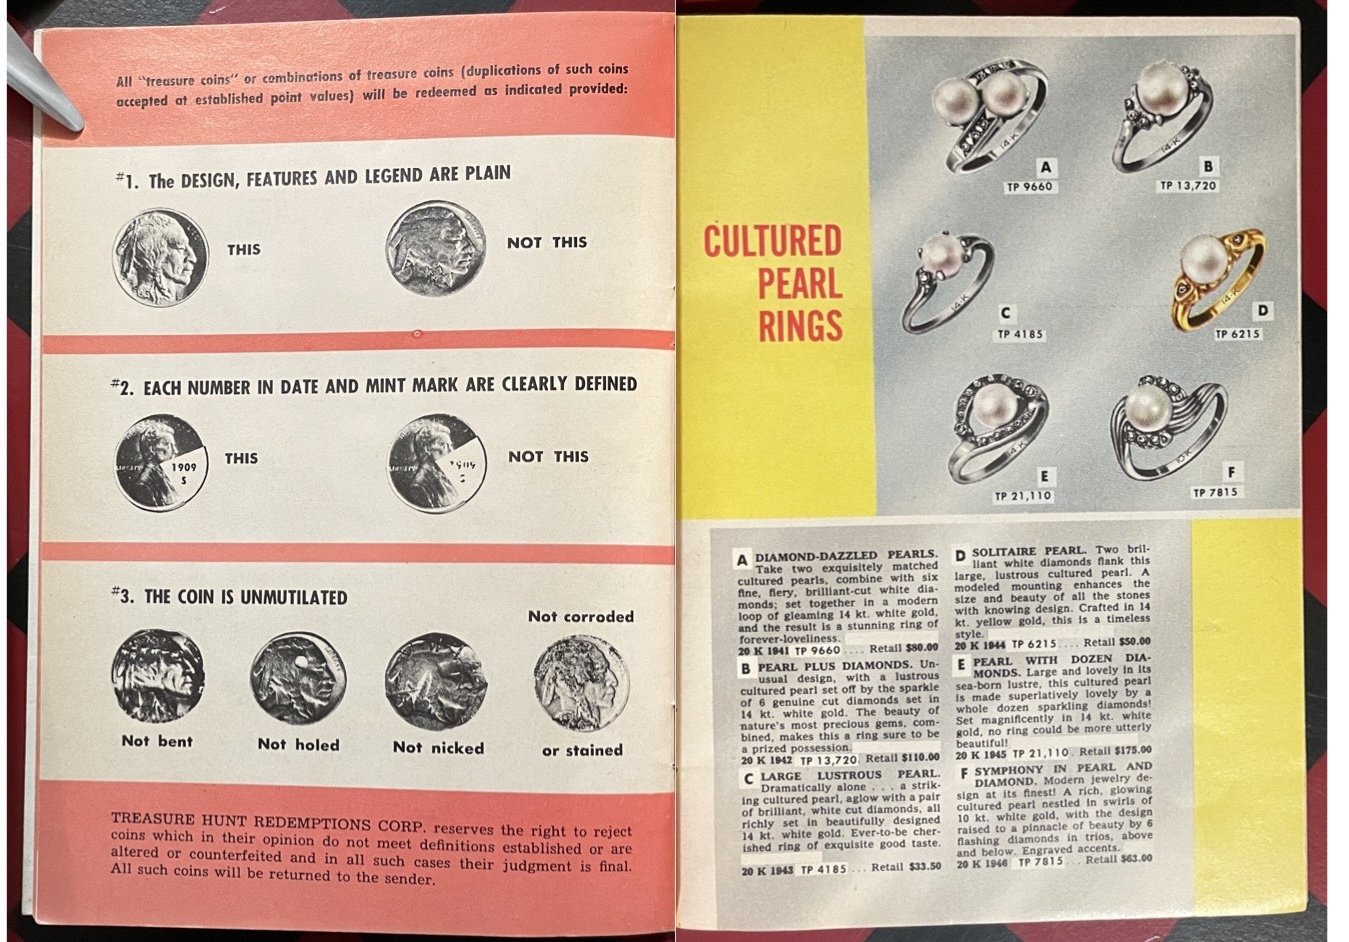 All "treasure coins" or combinations of treasure coins (duplications of such coins
accepted at established point values) will be redeemed as indicated provided:
#1. The DESIGN, FEATURES AND LEGEND ARE PLAIN
THIS
NOT THIS
#2. EACH NUMBER IN DATE AND MINT MARK ARE CLEARLY DEFINED
LIBERTY
1909
S
THIS
LIBERTY
NOT THIS
#3. THE COIN IS UNMUTILATED
Not corroded
Not bent
Not holed
Not nicked
or stained
TREASURE HUNT REDEMPTIONS CORP. reserves the right to reject
coins which in their opinion do not meet definitions established or are
altered or counterfeited and in all such cases their judgment is final.
All such coins will be returned to the sender.
CULTURED
PEARL
RINGS
14-K
A
TP 9660
14-K
B
TP 13,720
14-K
C
TP 4185
14-K
D
TP 6215
14K
E
TP 21,110
10K
F
TP 7815
A DIAMOND-DAZZLED PEARLS.
Take two exquisitely matched
cultured pearls, combine with six
fine, fiery, brilliant-cut white dia-
monds; set together in a modern
loop of gleaming 14 kt. white gold,
and the result is a stunning ring of
forever-loveliness.
20 K 1941 TP 9660 .... Retail $80.00
B PEARL PLUS DIAMONDS. Un-
usual design, with a lustrous
cultured pearl set off by the sparkle
of 6 genuine cut diamonds set in
14 kt. white gold. The beauty of
nature's most precious gems, com-
bined, makes this a ring sure to be
a prized possession.
20 K 1942 TP 13,720. Retail $110.00
C LARGE LUSTROUS PEARL.
Dramatically alone . . . a strik-
ing cultured pearl, aglow with a pair
of brilliant, white cut diamonds, all
richly set in beautifully designed
14 kt. white gold. Ever-to-be cher-
ished ring of exquisite good taste.
20 K 1943 TP 4185 ... Retail $33.50
D SOLITAIRE PEARL. Two bril-
liant white diamonds flank this
large, lustrous cultured pearl. A
modeled mounting enhances the
size and beauty of all the stones
with knowing design. Crafted in 14
kt. yellow gold, this is a timeless
style.
20 K 1944 TP 6215 .... Retail $50.00
E PEARL WITH DOZEN DIA-
MONDS. Large and lovely in its
sea-born lustre, this cultured pearl
is made superlatively lovely by a
whole dozen sparkling diamonds!
Set magnificently in 14 kt. white
gold, no ring could be more utterly
beautiful!
20 K 1945 TP 21,110. Retail $175.00
F SYMPHONY IN PEARL AND
DIAMOND. Modern jewelry de-
sign at its finest! A rich, glowing
cultured pearl nestled in swirls of
10 kt. white gold, with the design
raised to a pinnacle of beauty by 6
flashing diamonds in trios, above
and below. Engraved accents.
20 K 1946 TP 7815 ... Retail $63.00